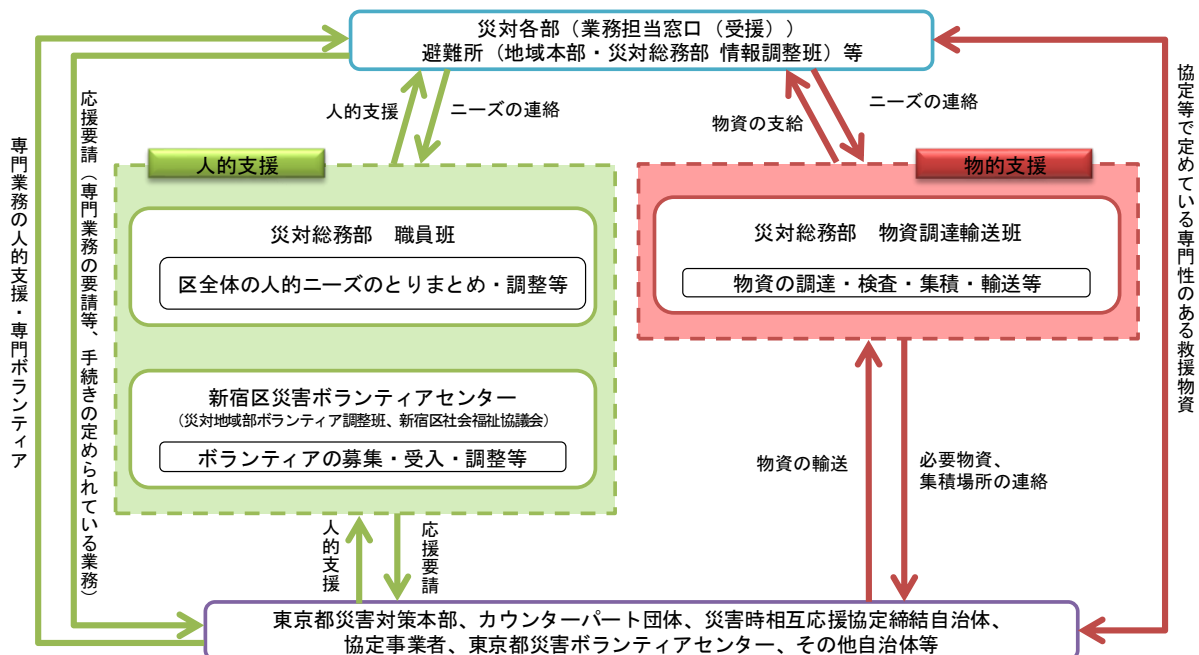 災対各部（業務担当窓口（受援））
避難所（地域本部・災対総務部 情報調整班）等
人的支援
ニーズの連絡
物資の支給
ニーズの連絡
専門業務の人的支援・専門ボランティア
応援要請（専門業務の要請等、手続きの定められている業務）
協定等で定めている専門性のある救援物資
人的支援
災対総務部　職員班
区全体の人的ニーズのとりまとめ・調整等
新宿区災害ボランティアセンター
（災対地域部ボランティア調整班、新宿区社会福祉協議会）
ボランティアの募集・受入・調整等
物的支援
災対総務部　物資調達輸送班
物資の調達・検査・集積・輸送等
人的支援
応援要請
物資の輸送
必要物資、
集積場所の連絡
東京都災害対策本部、カウンターパート団体、災害時相互応援協定締結自治体、
協定事業者、東京都災害ボランティアセンター、その他自治体等